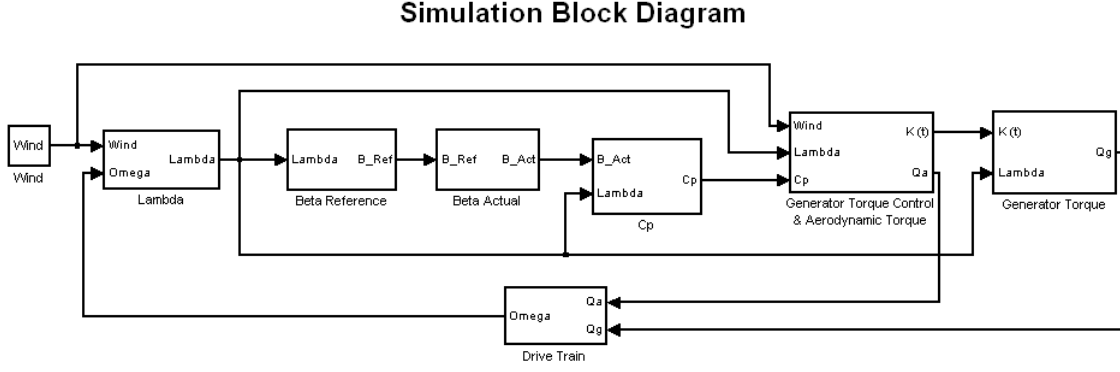 Simulation Block Diagram
Wind
Wind
Wind
Omega
Lambda
Lambda
Lambda
B_Ref
Beta Reference
B_Ref
B_Act
Beta Actual
B_Act
Lambda
Cp
Cp
Wind
Lambda
Cp
K(t)
Qa
Generator Torque Control
& Aerodynamic Torque
K(t)
Lambda
Qg
Generator Torque
Omega
Qa
Qg
Drive Train